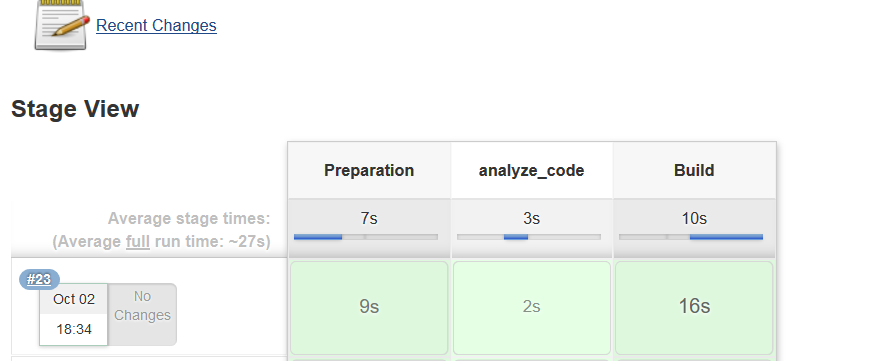 Recent Changes
Stage View
Preparation analyze_code Build
Average stage times: 7s 3s 10s
(Average full run time: ~27s)
#23
Oct 02 No
Changes
18:34
9s 2s 16s